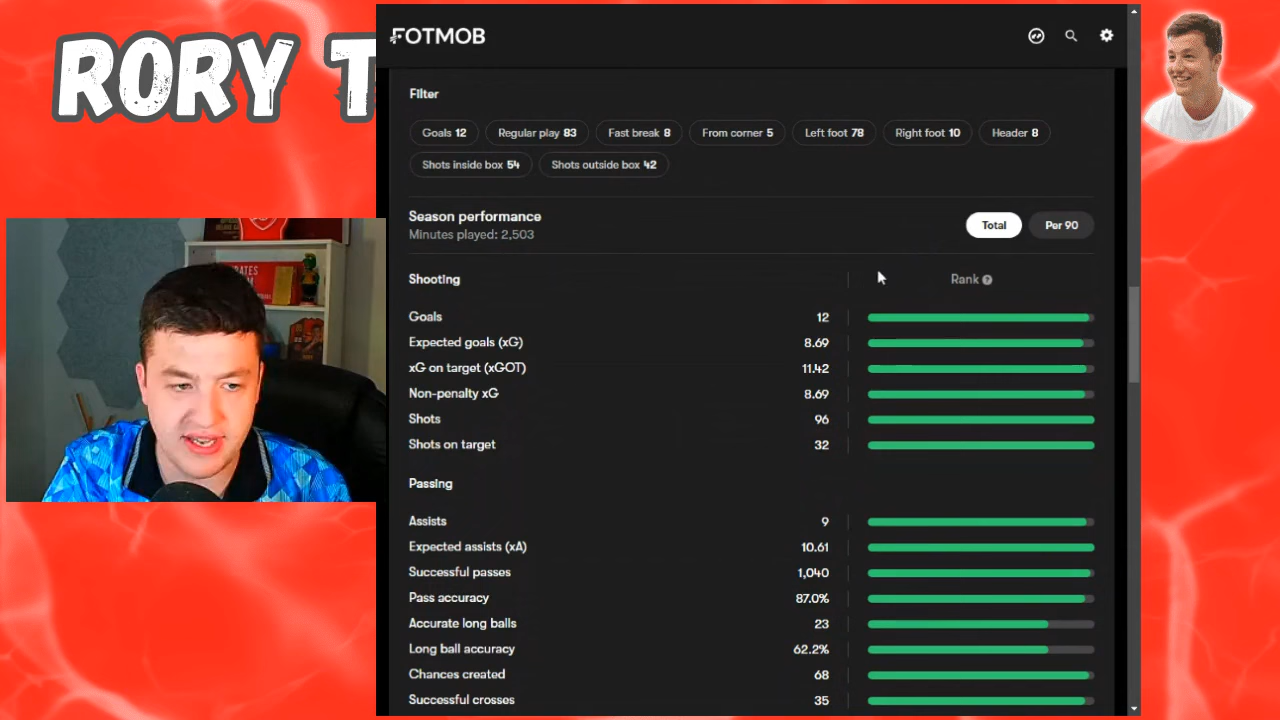 RORY T
FOTMOB
Filter
Goals 12
Regular play 83
Fast break 8
From corner 5
Left foot 78
Right foot 10
Header 8
Shots inside box 54
Shots outside box 42
Season performance
Minutes played: 2,503
Total
Per 90
Shooting
Rank
Goals 12
Expected goals (xG) 8.69
xG on target (xGOT) 11.42
Non-penalty xG 8.69
Shots 96
Shots on target 32
Passing
Assists 9
Expected assists (xA) 10.61
Successful passes 1,040
Pass accuracy 87.0%
Accurate long balls 23
Long ball accuracy 62.2%
Chances created 68
Successful crosses 35